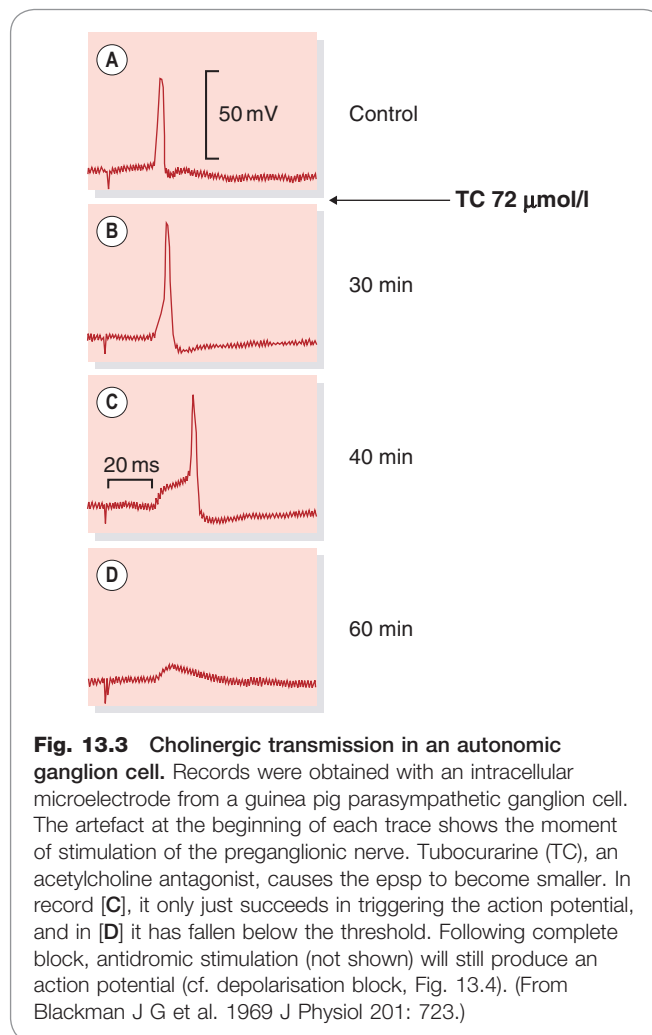 A
50 mV
Control
TC 72 μmol/l
B
30 min
C
20 ms
40 min
D
60 min
Fig. 13.3 Cholinergic transmission in an autonomic
ganglion cell. Records were obtained with an intracellular
microelectrode from a guinea pig parasympathetic ganglion cell.
The artefact at the beginning of each trace shows the moment
of stimulation of the preganglionic nerve. Tubocurarine (TC), an
acetylcholine antagonist, causes the epsp to become smaller. In
record [C], it only just succeeds in triggering the action potential,
and in [D] it has fallen below the threshold. Following complete
block, antidromic stimulation (not shown) will still produce an
action potential (cf. depolarisation block, Fig. 13.4). (From
Blackman J G et al. 1969 J Physiol 201: 723.)